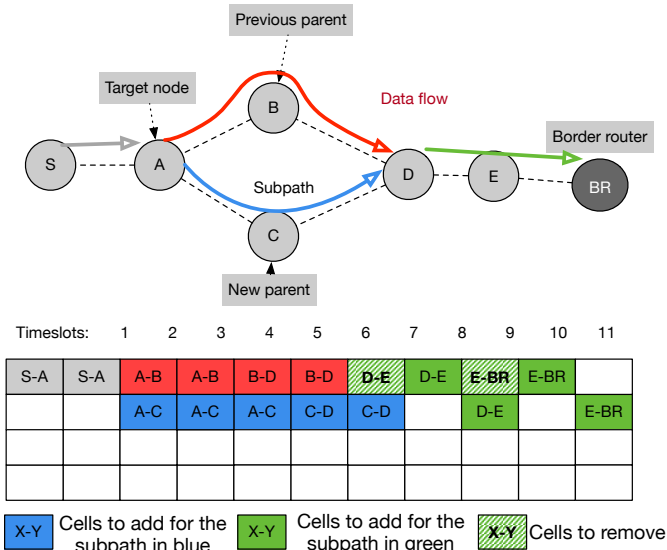 Previous parent
Target node
B
Data flow
Border router
S
A
D
E
BR
Subpath
C
New parent
Timeslots: 1 2 3 4 5 6 7 8 9 10 11
S-A S-A A-B A-B B-D B-D D-E D-E E-BR E-BR
A-C A-C A-C C-D C-D D-E E-BR
X-Y Cells to add for the subpath in blue
X-Y Cells to add for the subpath in green
X-Y Cells to remove